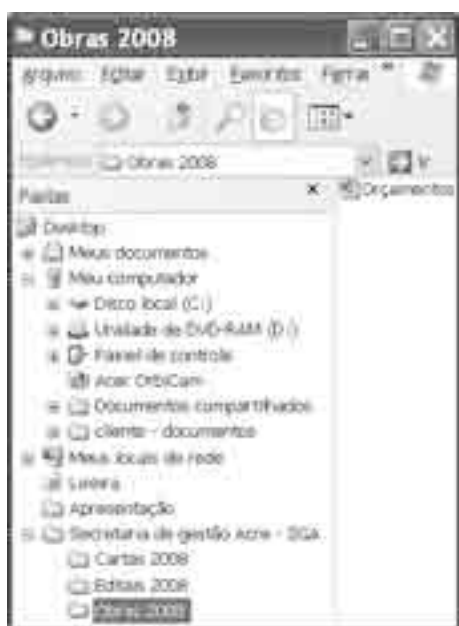 Obras 2008
Arquivo Editar Exibir Favoritos Ferra »
Obras 2008 Ir
Pastas x Orçamentos
Desktop
Meus documentos
Meu computador
Disco local (C:)
Unidade de DVD-RAM (D:)
Painel de controle
Acer OrbiCam
Documentos compartilhados
cliente - documentos
Meus locais de rede
Lixeira
Apresentação
Secretaria de gestão Acre - SGA
Cartas 2008
Editais 2008
Obras 2008